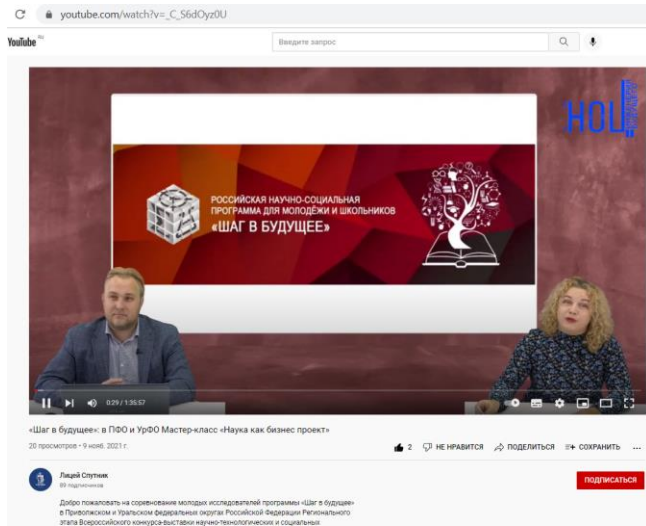 youtube.com/watch?v=_C_S6dOyz0U
YouTube RU
Введите запрос
НОЦ
РОССИЙСКАЯ НАУЧНО-СОЦИАЛЬНАЯ
ПРОГРАММА ДЛЯ МОЛОДЁЖИ И ШКОЛЬНИКОВ
«ШАГ В БУДУЩЕЕ»
0:29 / 1:35:57
«Шаг в будущее»: в ПФО и УрФО Мастер-класс «Наука как бизнес проект»
20 просмотров • 9 нояб. 2021 г.
2 НЕ НРАВИТСЯ ПОДЕЛИТЬСЯ СОХРАНИТЬ ...
Лицей Спутник
89 подписчиков
ПОДПИСАТЬСЯ
Добро пожаловать на соревнование молодых исследователей программы «Шаг в будущее»
в Приволжском и Уральском федеральных округах Российской Федерации Регионального
этапа Всероссийского конкурса-выставки научно-технологических и социальных